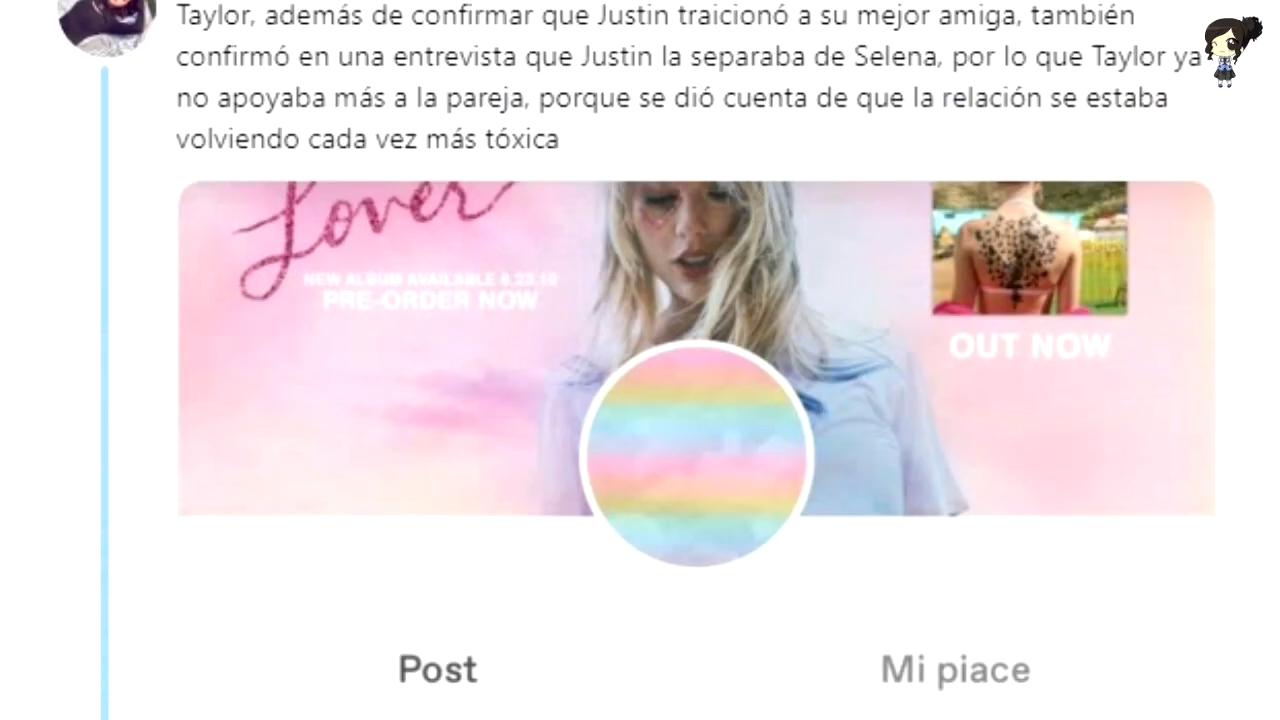 Taylor, además de confirmar que Justin traicionó a su mejor amiga, también
confirmó en una entrevista que Justin la separaba de Selena, por lo que Taylor ya
no apoyaba más a la pareja, porque se dió cuenta de que la relación se estaba
volviendo cada vez más tóxica
Lover
NEW ALBUM AVAILABLE 8.23.19
PRE-ORDER NOW
OUT NOW
Post
Mi piace